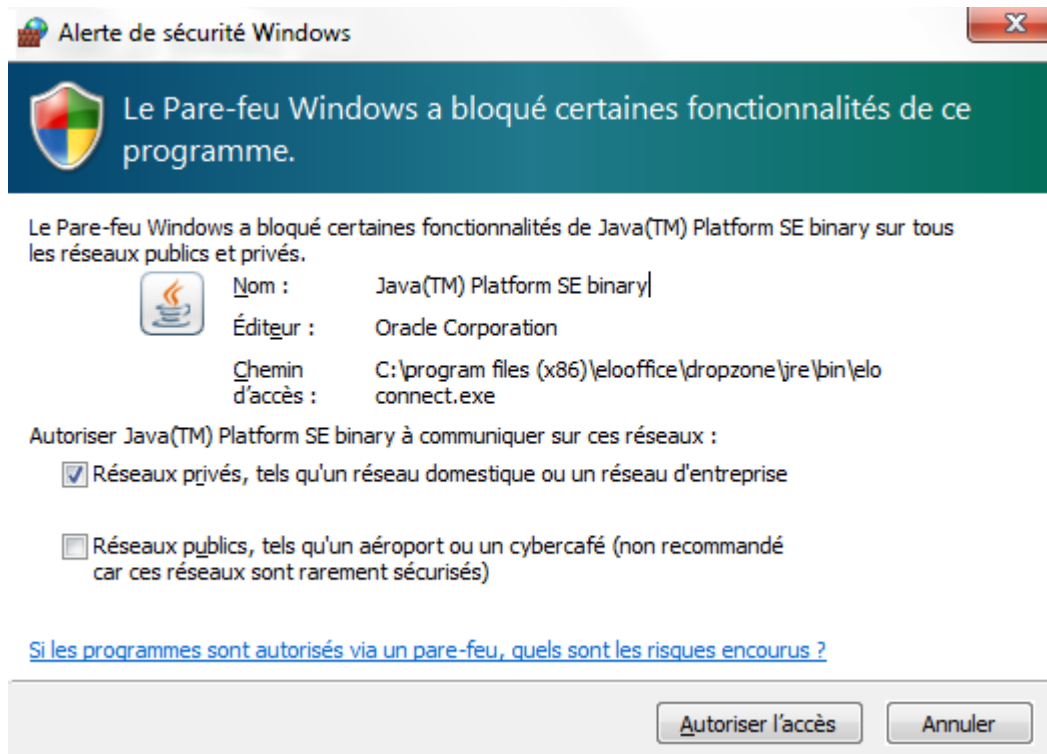 Alerte de sécurité Windows
Le Pare-feu Windows a bloqué certaines fonctionnalités de ce
programme.
Le Pare-feu Windows a bloqué certaines fonctionnalités de Java(TM) Platform SE binary sur tous
les réseaux publics et privés.
Nom : Java(TM) Platform SE binary
Éditeur : Oracle Corporation
Chemin C:\program files (x86)\elooffice\dropzone\jre\bin\elo
d'accès : connect.exe
Autoriser Java(TM) Platform SE binary à communiquer sur ces réseaux :
Réseaux privés, tels qu'un réseau domestique ou un réseau d'entreprise
Réseaux publics, tels qu'un aéroport ou un cybercafé (non recommandé
car ces réseaux sont rarement sécurisés)
Si les programmes sont autorisés via un pare-feu, quels sont les risques encourus ?
Autoriser l'accès Annuler